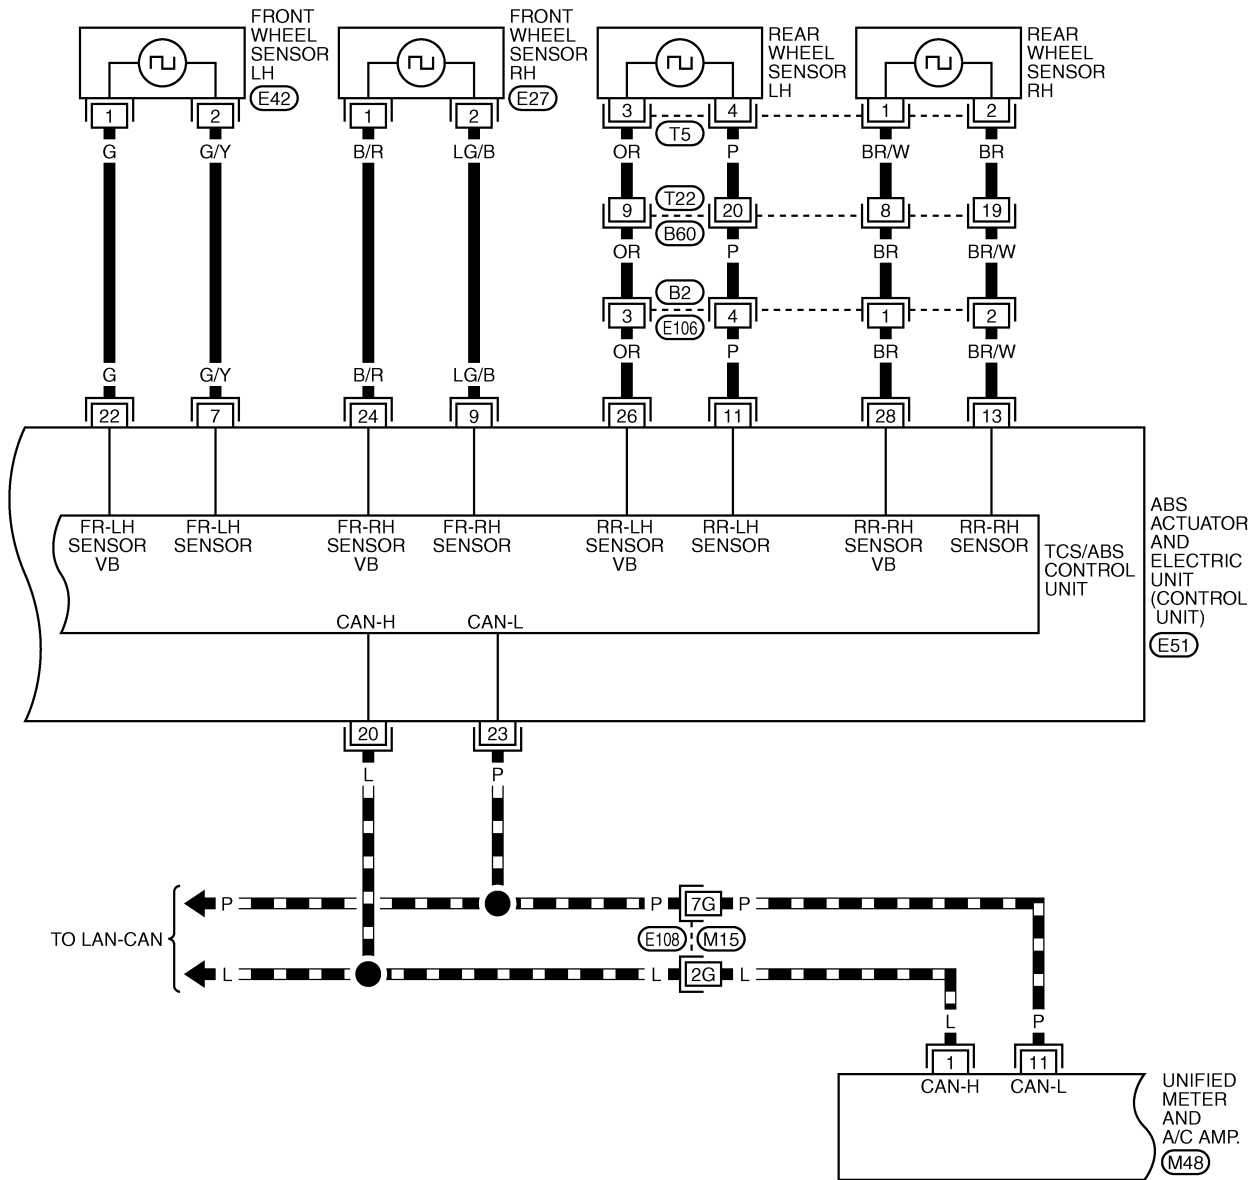 FRONT
WHEEL
SENSOR
LH
E42
FRONT
WHEEL
SENSOR
RH
E27
REAR
WHEEL
SENSOR
LH
REAR
WHEEL
SENSOR
RH
1 2 1 2 3 4 1 2
T5
G G/Y B/R LG/B OR P BR/W BR
T22
9 20 8 19
B60
OR P BR BR/W
B2
3 4 1 2
E106
OR P BR BR/W
G G/Y B/R LG/B
22 7 24 9 26 11 28 13
FR-LH
SENSOR
VB
FR-LH
SENSOR
FR-RH
SENSOR
VB
FR-RH
SENSOR
RR-LH
SENSOR
VB
RR-LH
SENSOR
RR-RH
SENSOR
VB
RR-RH
SENSOR
TCS/ABS
CONTROL
UNIT
ABS
ACTUATOR
AND
ELECTRIC
UNIT
(CONTROL
UNIT)
E51
CAN-H CAN-L
20 23
L P
P P 7G P
TO LAN-CAN
E108 M15
L L 2G L
L P
1 11
CAN-H CAN-L
UNIFIED
METER
AND
A/C AMP.
M48